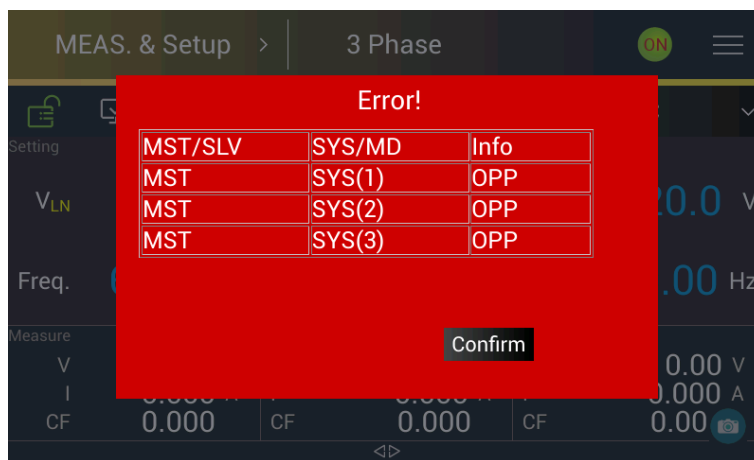 MEAS. & Setup > 3 Phase ON
Error!
MST/SLV SYS/MD Info
MST SYS(1) OPP
MST SYS(2) OPP
MST SYS(3) OPP
Confirm
Setting
VLN 0.0 V
Freq. .00 Hz
Measure
V 0.00 V
I 0.000 A
CF 0.000 CF 0.000 CF 0.00